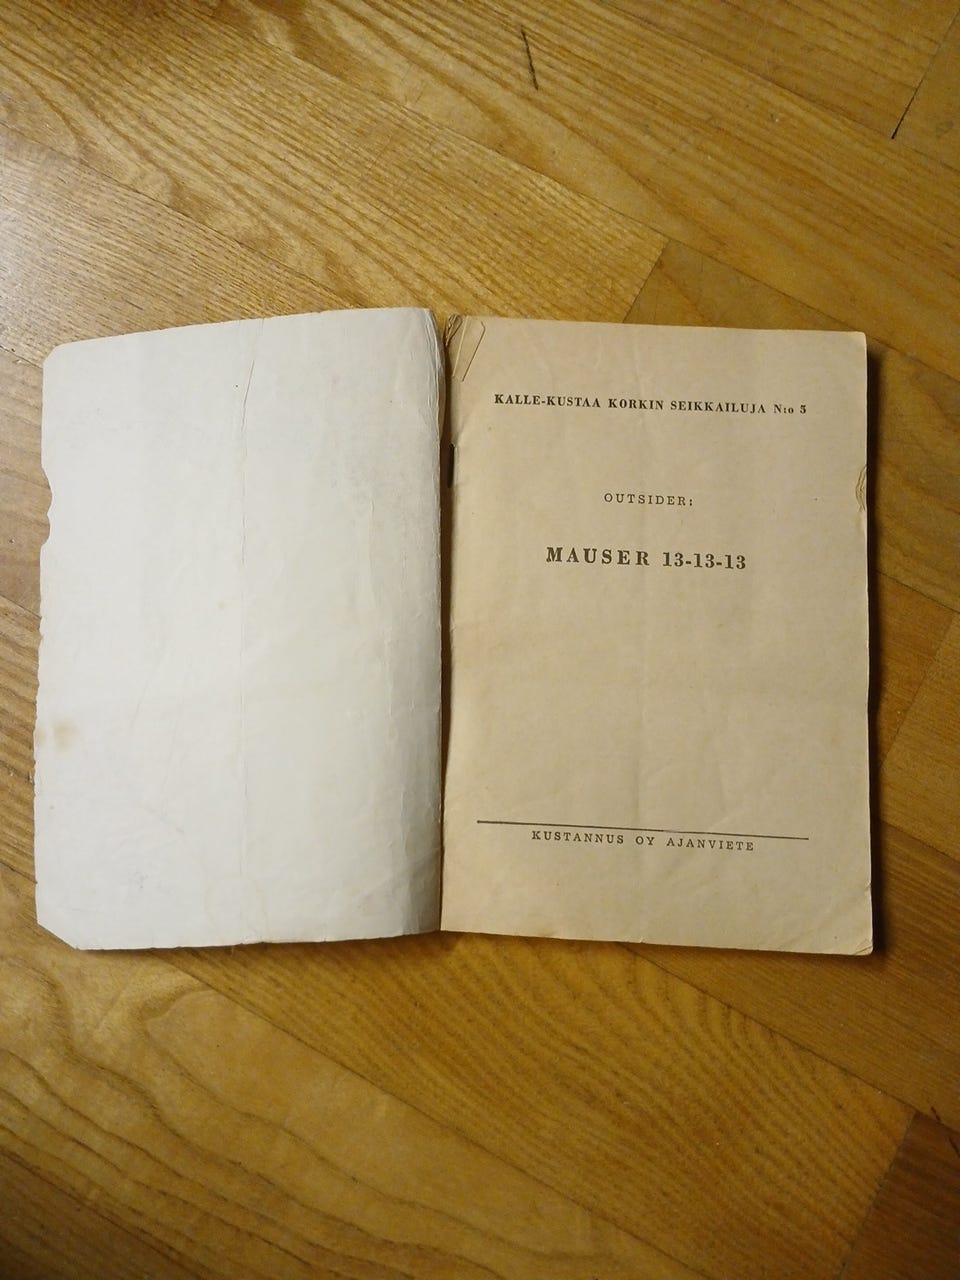 KALLE-KUSTAA KORKIN SEIKKAILUJA N:o 5
OUTSIDER:
MAUSER 13-13-13
KUSTANNUS OY AJANVIETE